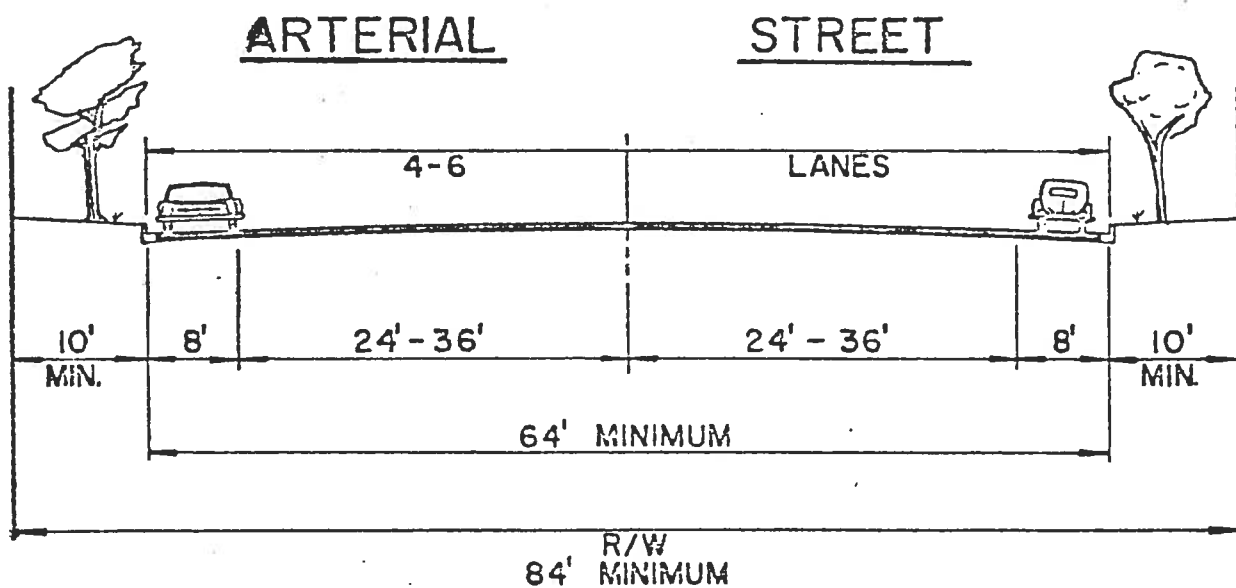 ARTERIAL STREET
4-6 LANES
10' 8' 24'-36' 24'-36' 8' 10'
MIN. MIN.
64' MINIMUM
R/W
84' MINIMUM